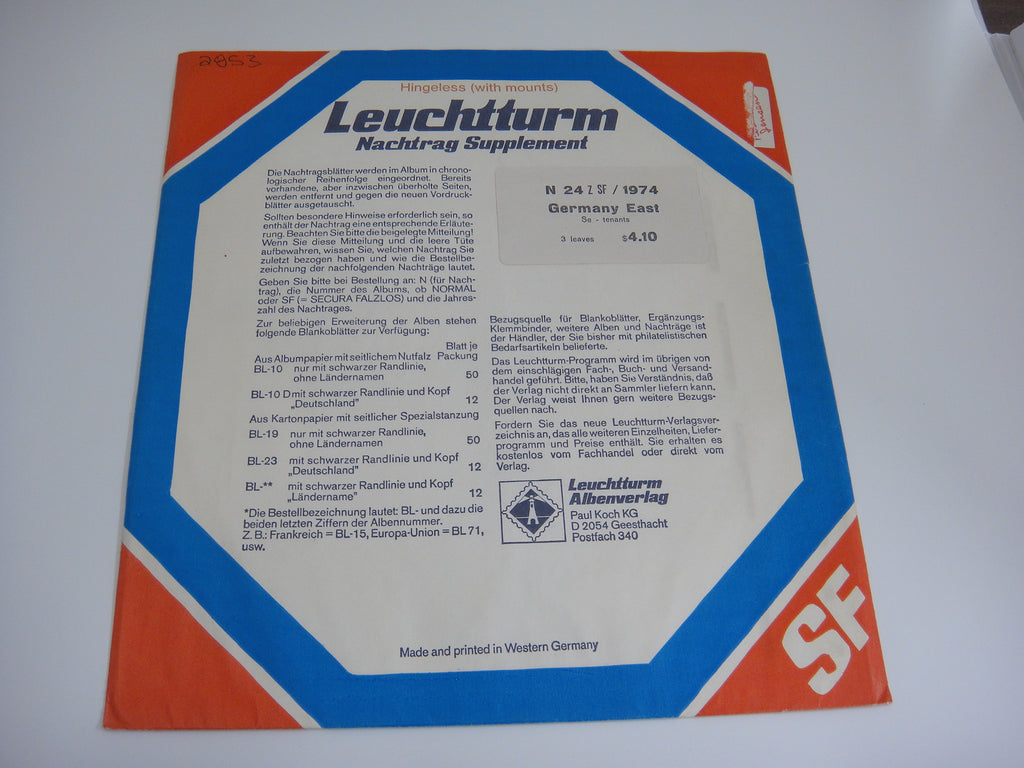 2953
Hingeless (with mounts)
Leuchtturm
Nachtrag Supplement
Jensen
Die Nachtragsblätter werden im Album in chrono-
logischer Reihenfolge eingeordnet. Bereits
vorhandene, aber inzwischen überholte Seiten,
werden entfernt und gegen die neuen Vordruck-
blätter ausgetauscht.
Sollten besondere Hinweise erforderlich sein, so
enthält der Nachtrag eine entsprechende Erläute-
rung. Beachten Sie bitte die beigelegte Mitteilung!
Wenn Sie diese Mitteilung und die leere Tüte
aufbewahren, wissen Sie, welchen Nachtrag Sie
zuletzt bezogen haben und wie die Bestellbe-
zeichnung der nachfolgenden Nachträge lautet.
Geben Sie bitte bei Bestellung an: N (für Nach-
trag), die Nummer des Albums, ob NORMAL
oder SF (= SECURA FALZLOS) und die Jahres-
zahl des Nachtrages.
Zur beliebigen Erweiterung der Alben stehen
folgende Blankoblätter zur Verfügung:
Blatt je
Aus Albumpapier mit seitlichem Nutfalz Packung
BL-10 nur mit schwarzer Randlinie,
ohne Ländernamen 50
BL-10 D mit schwarzer Randlinie und Kopf
„Deutschland" 12
Aus Kartonpapier mit seitlicher Spezialstanzung
BL-19 nur mit schwarzer Randlinie,
ohne Ländernamen 50
BL-23 mit schwarzer Randlinie und Kopf
„Deutschland" 12
BL-** mit schwarzer Randlinie und Kopf
„Ländername" 12
*Die Bestellbezeichnung lautet: BL- und dazu die
beiden letzten Ziffern der Albennummer.
Z. B.: Frankreich = BL-15, Europa-Union = BL 71,
usw.
N 24 Z SF / 1974
Germany East
Se - tenants
3 leaves $4.10
Bezugsquelle für Blankoblätter, Ergänzungs-
Klemmbinder, weitere Alben und Nachträge ist
der Händler, der Sie bisher mit philatelistischen
Bedarfsartikeln belieferte.
Das Leuchtturm-Programm wird im übrigen von
dem einschlägigen Fach-, Buch- und Versand-
handel geführt. Bitte, haben Sie Verständnis, daß
der Verlag nicht direkt an Sammler liefern kann.
Der Verlag weist Ihnen gern weitere Bezugs-
quellen nach.
Fordern Sie das neue Leuchtturm-Verlagsver-
zeichnis an, das alle weiteren Einzelheiten, Liefer-
programm und Preise enthält. Sie erhalten es
kostenlos vom Fachhandel oder direkt vom
Verlag.
Leuchtturm
Albenverlag
Paul Koch KG
D 2054 Geesthacht
Postfach 340
Made and printed in Western Germany
SF